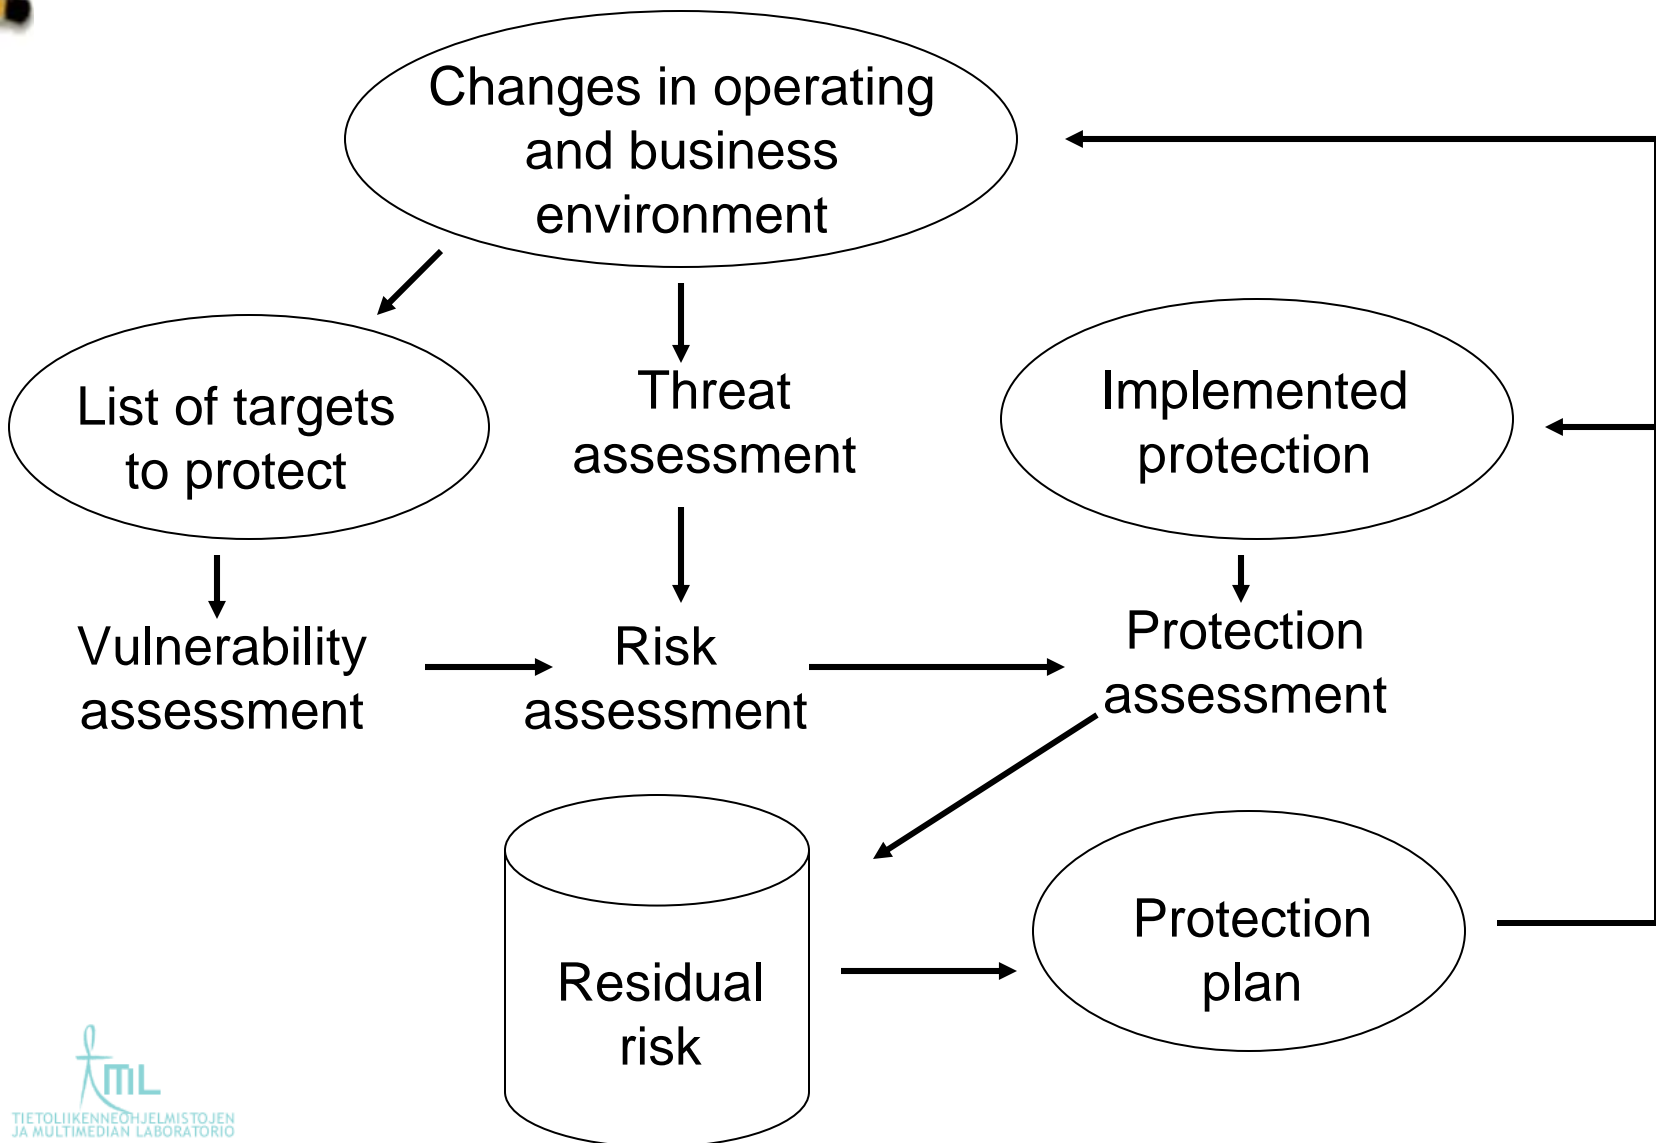 Changes in operating
and business
environment
List of targets
to protect
Threat
assessment
Implemented
protection
Vulnerability
assessment
Risk
assessment
Protection
assessment
Residual
risk
Protection
plan
TML
TIETOLIIKENNEOHJELMISTOJEN
JA MULTIMEDIAN LABORATORIO